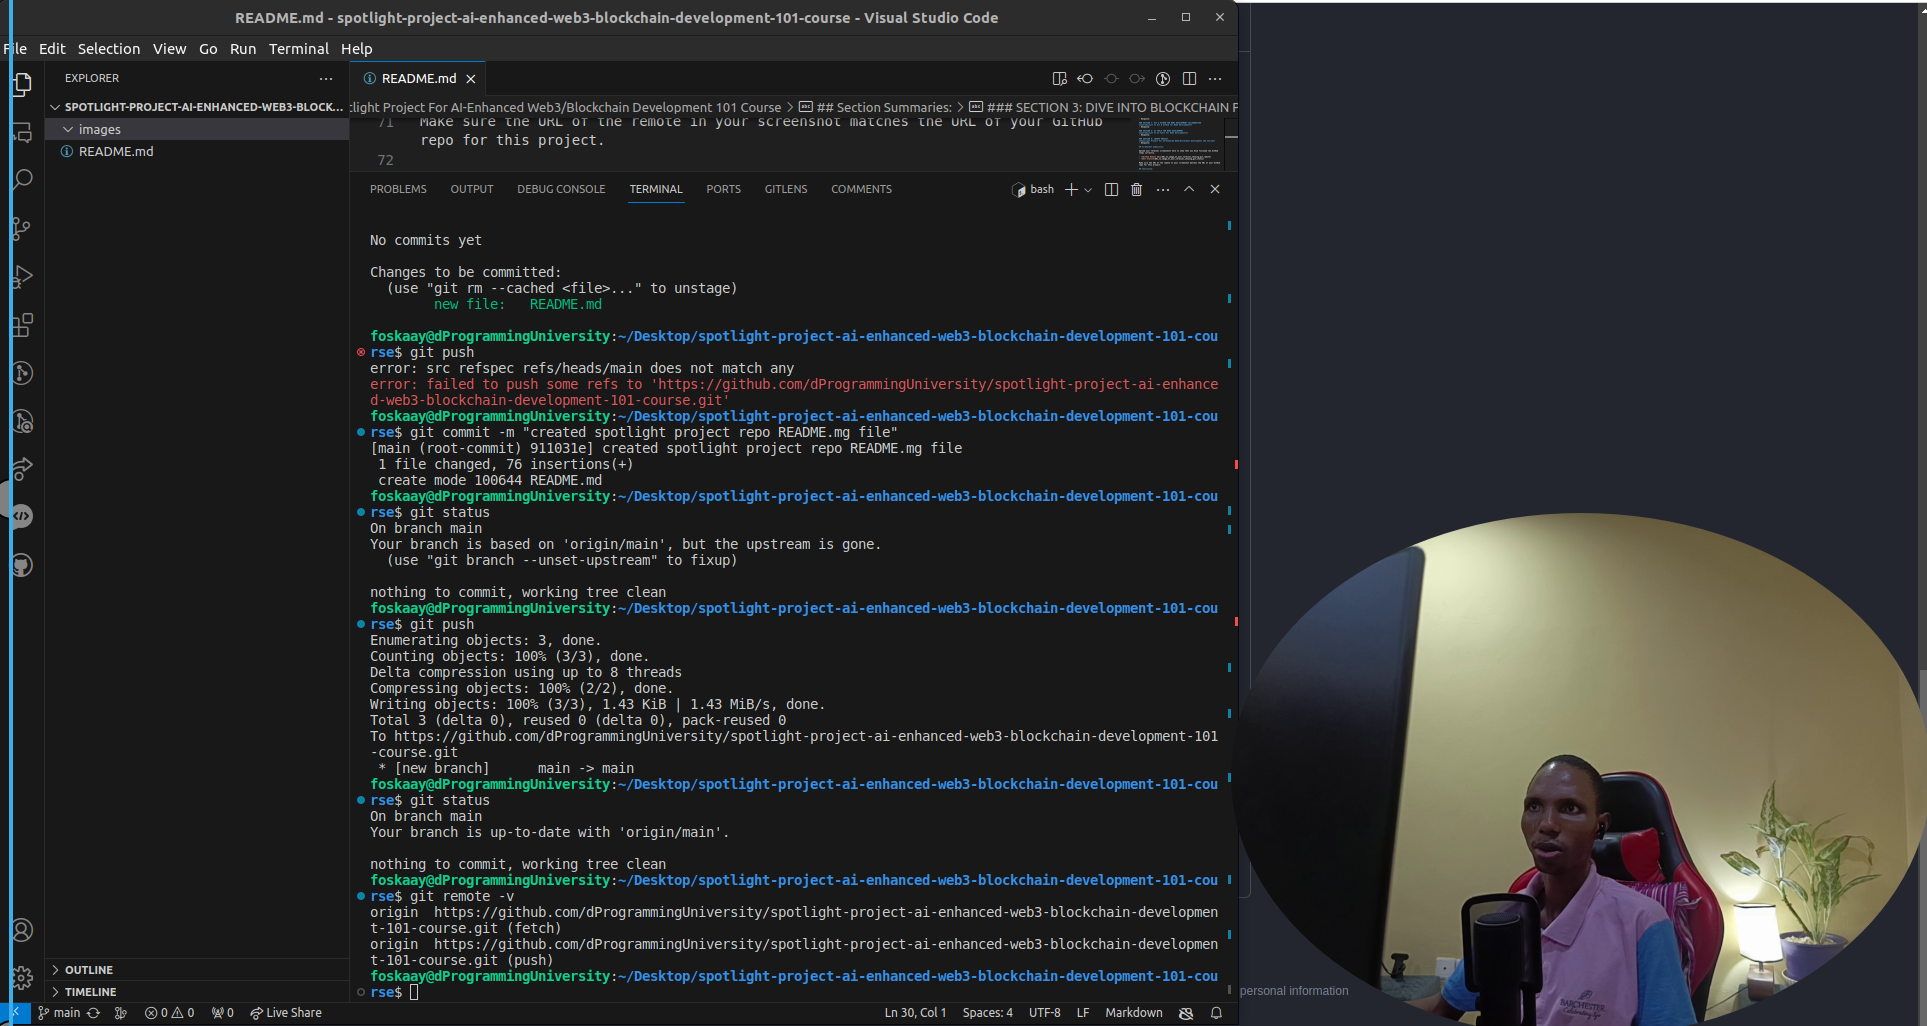 README.md - spotlight-project-ai-enhanced-web3-blockchain-development-101-course - Visual Studio Code
File Edit Selection View Go Run Terminal Help
EXPLORER
README.md
SPOTLIGHT-PROJECT-AI-ENHANCED-WEB3-BLOCK...
tlight Project For AI-Enhanced Web3/Blockchain Development 101 Course > ## Section Summaries: > ### SECTION 3: DIVE INTO BLOCKCHAIN F
images
README.md
71 Make sure the URL of the remote in your screenshot matches the URL of your GitHub
repo for this project.
72
PROBLEMS OUTPUT DEBUG CONSOLE TERMINAL PORTS GITLENS COMMENTS
bash
No commits yet
Changes to be committed:
(use "git rm --cached <file>..." to unstage)
new file: README.md
foskaay@dProgrammingUniversity:~/Desktop/spotlight-project-ai-enhanced-web3-blockchain-development-101-cou
rse$ git push
error: src refspec refs/heads/main does not match any
error: failed to push some refs to 'https://github.com/dProgrammingUniversity/spotlight-project-ai-enhance
d-web3-blockchain-development-101-course.git'
foskaay@dProgrammingUniversity:~/Desktop/spotlight-project-ai-enhanced-web3-blockchain-development-101-cou
rse$ git commit -m "created spotlight project repo README.mg file"
[main (root-commit) 911031e] created spotlight project repo README.mg file
1 file changed, 76 insertions(+)
create mode 100644 README.md
foskaay@dProgrammingUniversity:~/Desktop/spotlight-project-ai-enhanced-web3-blockchain-development-101-cou
rse$ git status
On branch main
Your branch is based on 'origin/main', but the upstream is gone.
(use "git branch --unset-upstream" to fixup)
nothing to commit, working tree clean
foskaay@dProgrammingUniversity:~/Desktop/spotlight-project-ai-enhanced-web3-blockchain-development-101-cou
rse$ git push
Enumerating objects: 3, done.
Counting objects: 100% (3/3), done.
Delta compression using up to 8 threads
Compressing objects: 100% (2/2), done.
Writing objects: 100% (3/3), 1.43 KiB | 1.43 MiB/s, done.
Total 3 (delta 0), reused 0 (delta 0), pack-reused 0
To https://github.com/dProgrammingUniversity/spotlight-project-ai-enhanced-web3-blockchain-development-101
-course.git
* [new branch] main -> main
foskaay@dProgrammingUniversity:~/Desktop/spotlight-project-ai-enhanced-web3-blockchain-development-101-cou
rse$ git status
On branch main
Your branch is up-to-date with 'origin/main'.
nothing to commit, working tree clean
foskaay@dProgrammingUniversity:~/Desktop/spotlight-project-ai-enhanced-web3-blockchain-development-101-cou
rse$ git remote -v
origin https://github.com/dProgrammingUniversity/spotlight-project-ai-enhanced-web3-blockchain-developmen
t-101-course.git (fetch)
origin https://github.com/dProgrammingUniversity/spotlight-project-ai-enhanced-web3-blockchain-developmen
t-101-course.git (push)
foskaay@dProgrammingUniversity:~/Desktop/spotlight-project-ai-enhanced-web3-blockchain-development-101-cou
rse$
OUTLINE
TIMELINE
personal information
BARCHESTER
main 0 0 0 Live Share Ln 30, Col 1 Spaces: 4 UTF-8 LF Markdown